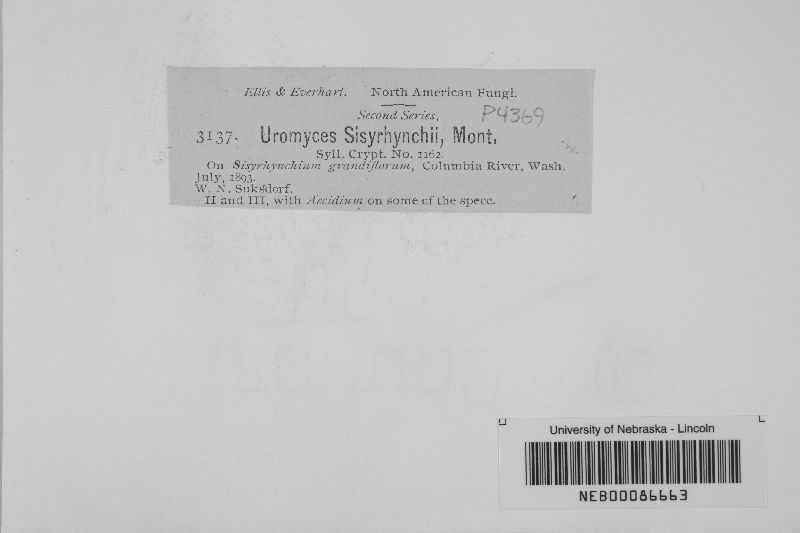 Ellis & Everhart. North American Fungi.
Second Series,
P4369
3137. Uromyces Sisyrhynchii, Mont.
Syll. Crypt. No. 1162.
On Sisyrhynchium grandiflorum, Columbia River, Wash.
July, 1893.
W. N. Suksdorf.
II and III, with Aecidium on some of the spece.
University of Nebraska - Lincoln
NEB00086663